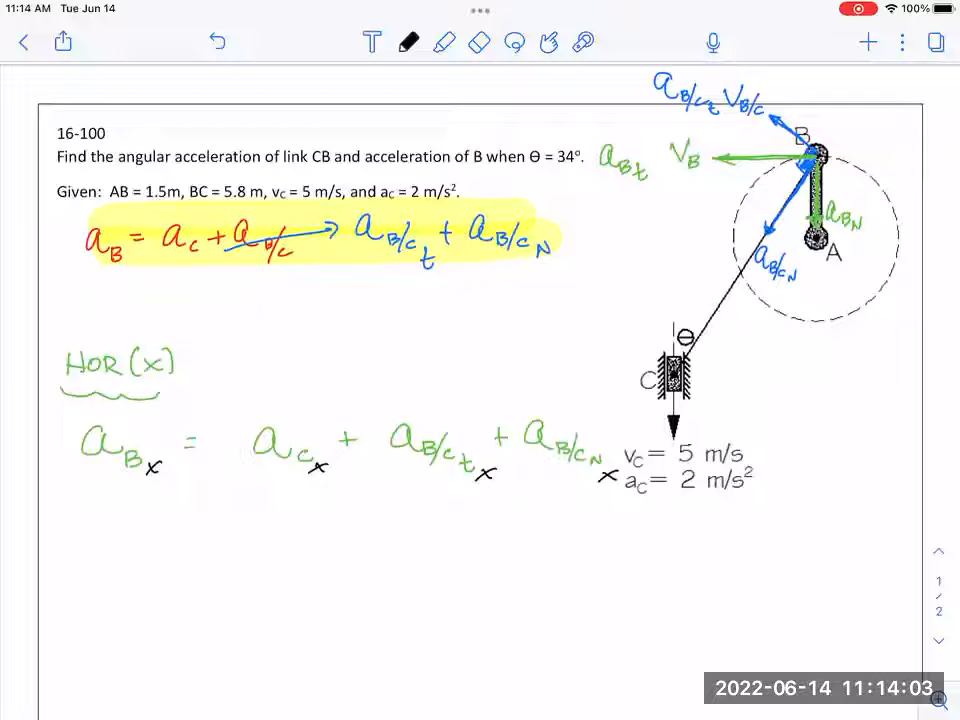 11:14 AM Tue Jun 14
100%
16-100
Find the angular acceleration of link CB and acceleration of B when Θ = 34°.
Given: AB = 1.5m, BC = 5.8 m, vC = 5 m/s, and aC = 2 m/s².
aB = aC + aB/C → aB/Ct + aB/CN
aB/Ct VB/C
B
aBt VB
aBN
A
aB/CN
Θ
C
HOR (X)
aBx = aCx + aB/Ctx + aB/CNx
vC = 5 m/s
aC = 2 m/s²
1
/
2
2022-06-14 11:14:03